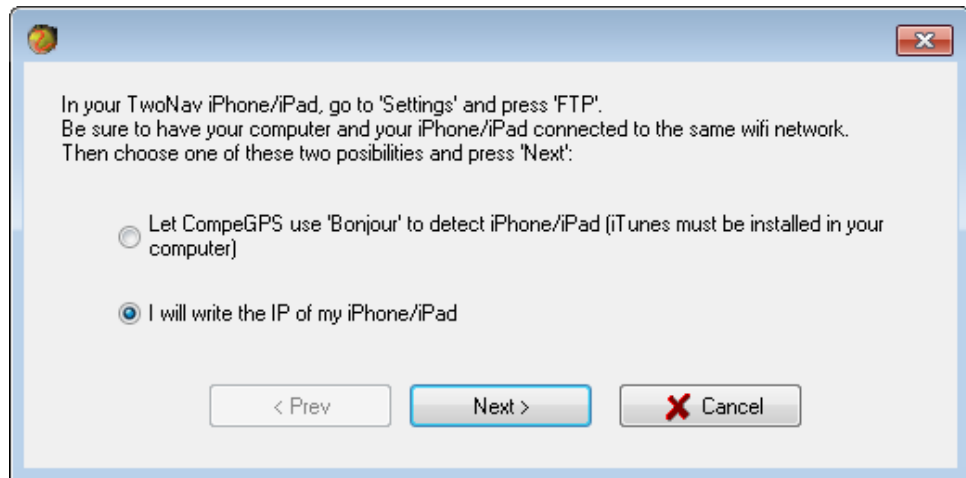 In your TwoNav iPhone/iPad, go to 'Settings' and press 'FTP'.
Be sure to have your computer and your iPhone/iPad connected to the same wifi network.
Then choose one of these two posibilities and press 'Next':
Let CompeGPS use 'Bonjour' to detect iPhone/iPad (iTunes must be installed in your
computer)
I will write the IP of my iPhone/iPad
< Prev
Next >
Cancel